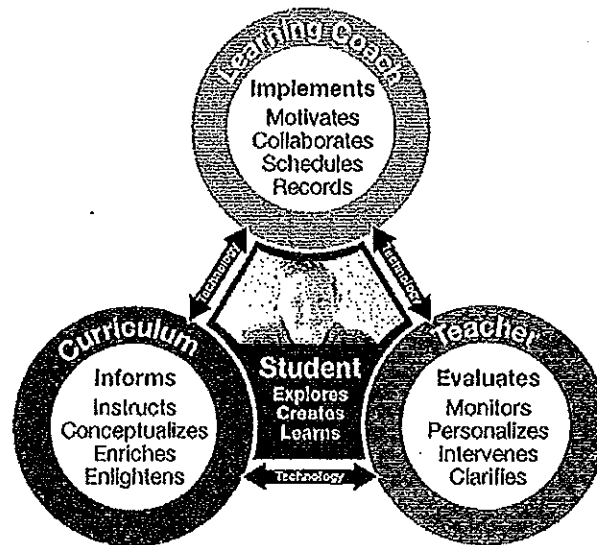 Learning Coach
Implements
Motivates
Collaborates
Schedules
Records
Technology
Technology
Curriculum
Informs
Instructs
Conceptualizes
Enriches
Enlightens
Student
Explores
Creates
Learns
Teacher
Evaluates
Monitors
Personalizes
Intervenes
Clarifies
Technology